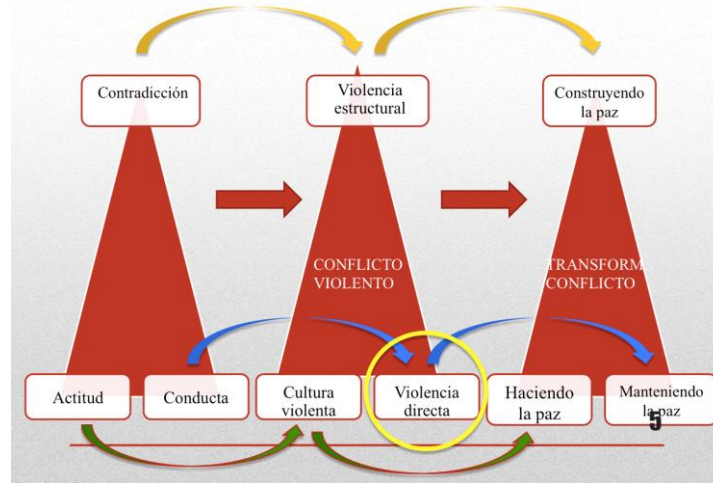 Contradicción
Violencia
estructural
Construyendo
la paz
CONFLICTO
VIOLENTO
TRANSFORM.
CONFLICTO
Actitud
Conducta
Cultura
violenta
Violencia
directa
Haciendo
la paz
Manteniendo
la paz
5